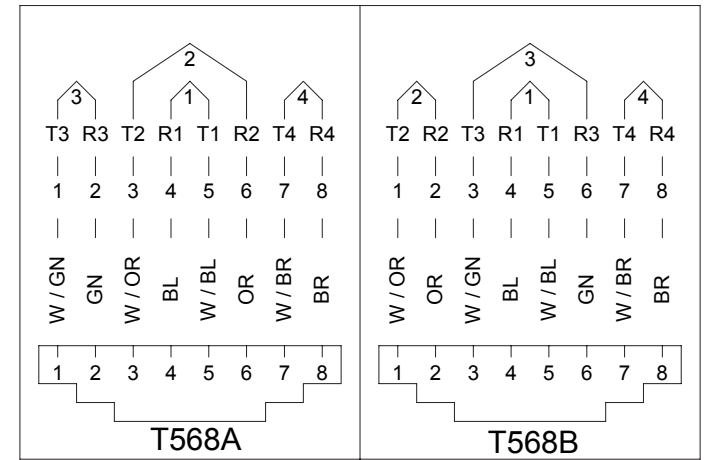 2
3
1
4
T3 R3 T2 R1 T1 R2 T4 R4
1 2 3 4 5 6 7 8
W / GN
GN
W / OR
BL
W / BL
OR
W / BR
BR
1 2 3 4 5 6 7 8
T568A
3
2
1
4
T2 R2 T3 R1 T1 R3 T4 R4
1 2 3 4 5 6 7 8
W / OR
OR
W / GN
BL
W / BL
GN
W / BR
BR
1 2 3 4 5 6 7 8
T568B